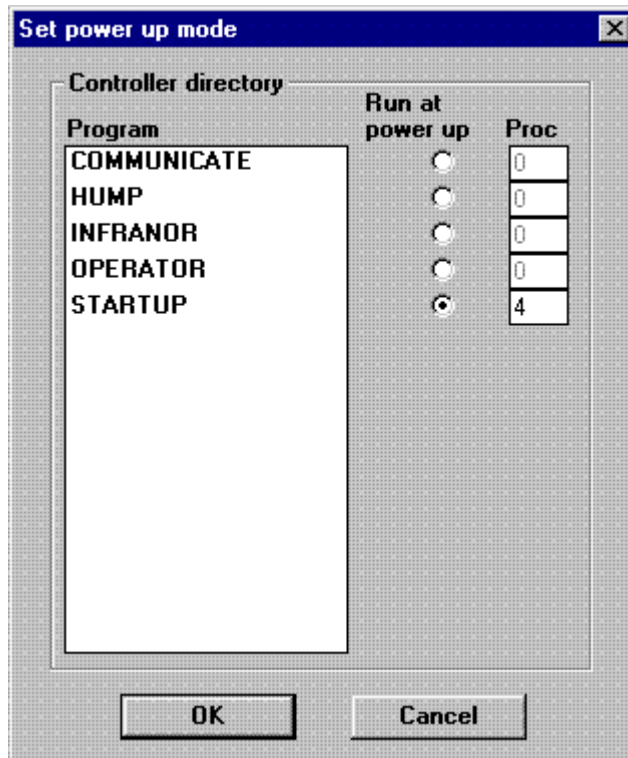 Set power up mode
Controller directory
Run at
Program power up Proc
COMMUNICATE 0
HUMP 0
INFRANOR 0
OPERATOR 0
STARTUP 4
OK Cancel